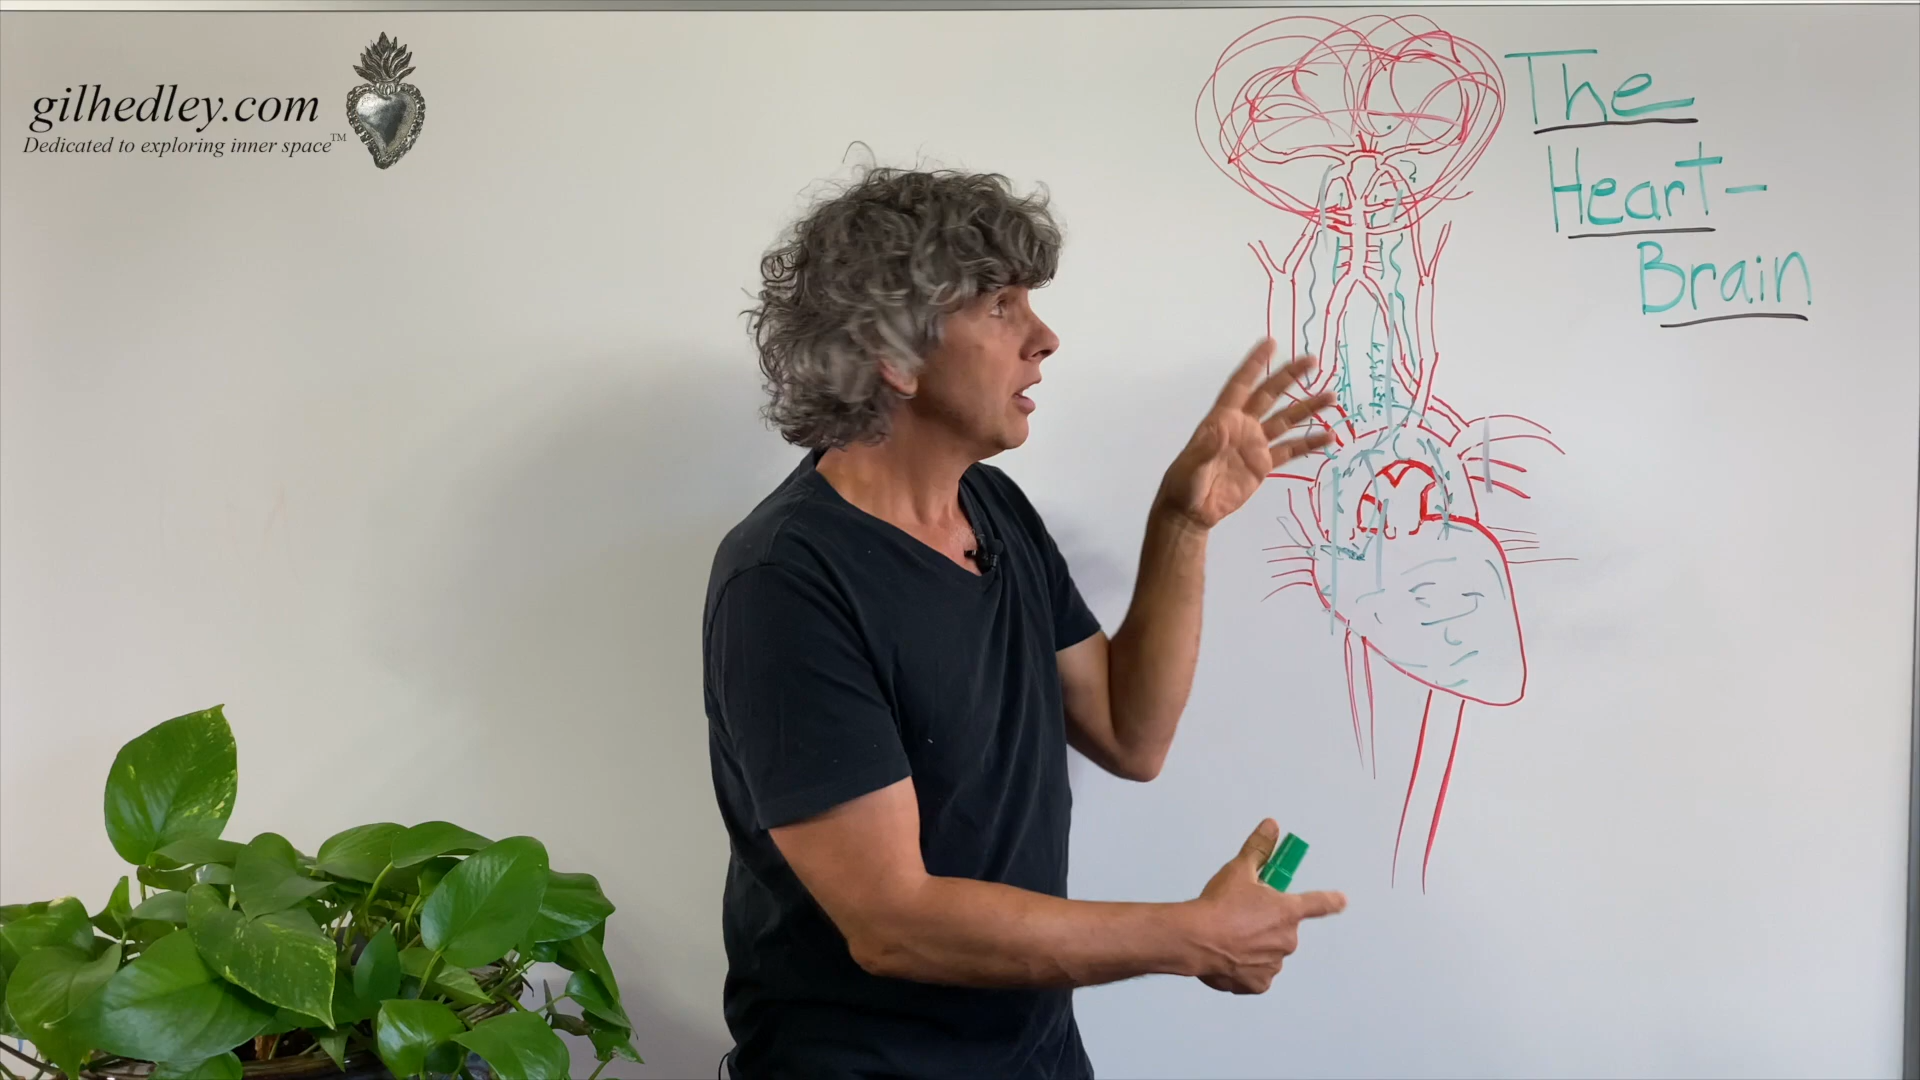 gilhedley.com
Dedicated to exploring inner space™
The
Heart-
Brain